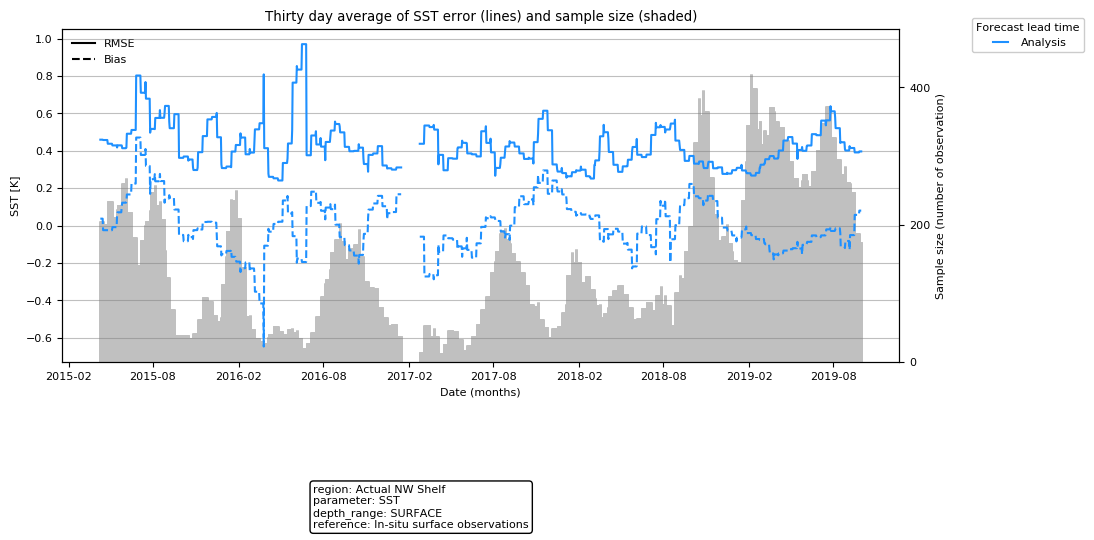 Thirty day average of SST error (lines) and sample size (shaded)
Forecast lead time
Analysis
RMSE
Bias
1.0
0.8
0.6
0.4
0.2
0.0
−0.2
−0.4
−0.6
SST [K]
400
200
0
Sample size (number of observation)
2015-02 2015-08 2016-02 2016-08 2017-02 2017-08 2018-02 2018-08 2019-02 2019-08
Date (months)
region: Actual NW Shelf
parameter: SST
depth_range: SURFACE
reference: In-situ surface observations